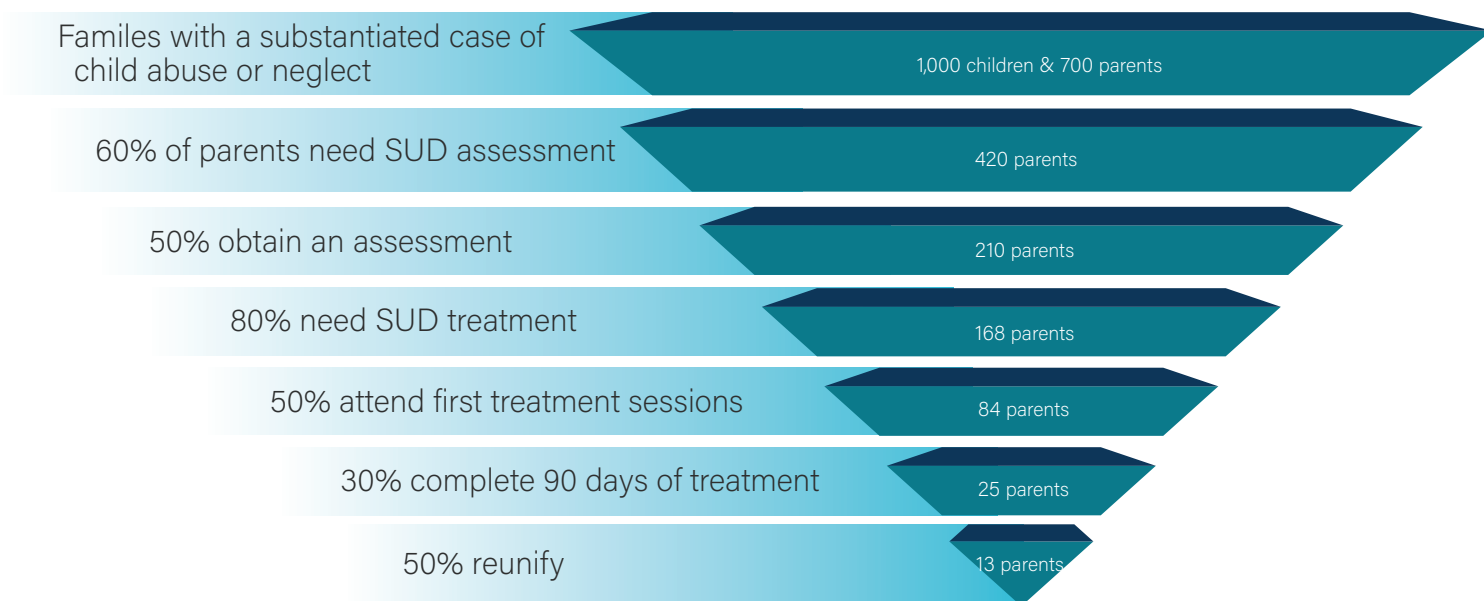 Familes with a substantiated case of
child abuse or neglect
1,000 children & 700 parents
60% of parents need SUD assessment
420 parents
50% obtain an assessment
210 parents
80% need SUD treatment
168 parents
50% attend first treatment sessions
84 parents
30% complete 90 days of treatment
25 parents
50% reunify
13 parents